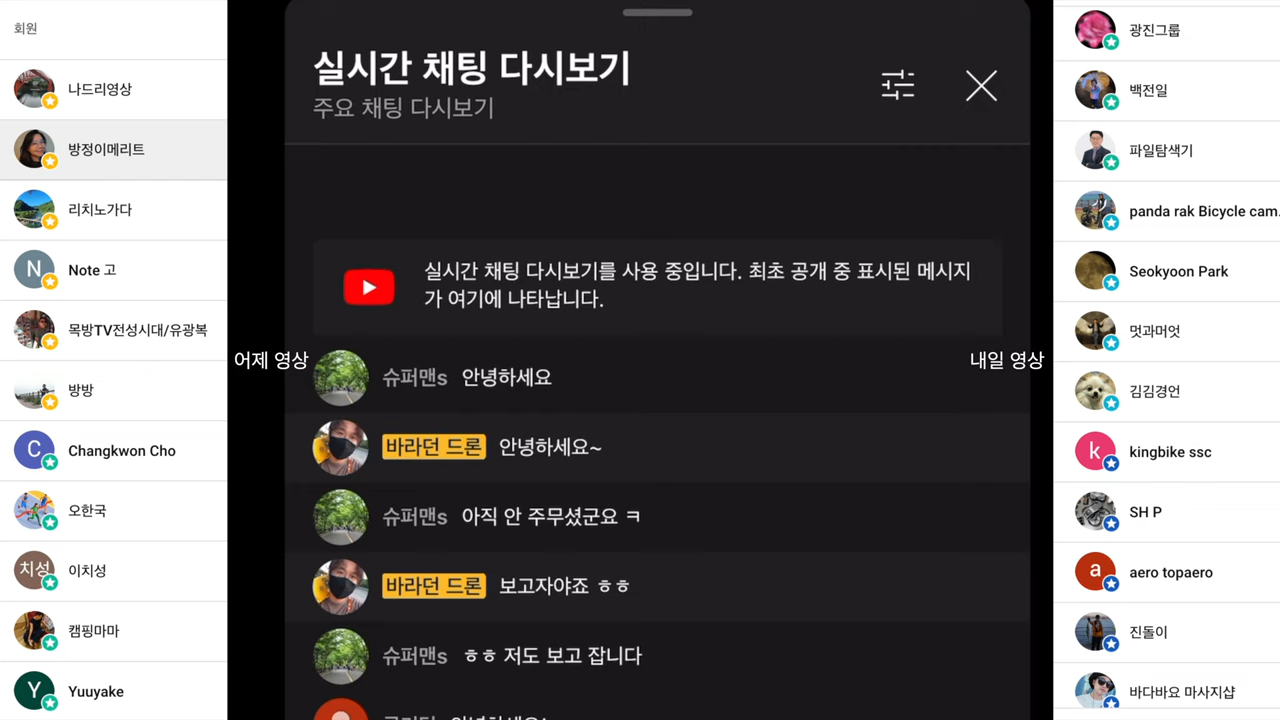 회원
나드리영상
방정이메리트
리치노가다
N
Note 고
목방TV전성시대/유광복
방방
C
Changkwon Cho
오한국
치성
이치성
캠핑마마
Y
Yuuyake
실시간 채팅 다시보기
주요 채팅 다시보기
실시간 채팅 다시보기를 사용 중입니다. 최초 공개 중 표시된 메시지
가 여기에 나타납니다.
어제 영상
내일 영상
슈퍼맨s 안녕하세요
바라던 드론 안녕하세요~
슈퍼맨s 아직 안 주무셨군요 ㅋ
바라던 드론 보고자야죠 ㅎㅎ
슈퍼맨s ㅎㅎ 저도 보고 잡니다
광진그룹
백전일
파일탐색기
panda rak Bicycle cam
Seokyoon Park
멋과머엇
김김경언
k
kingbike ssc
SH P
a
aero topaero
진돌이
바다바요 마사지샵